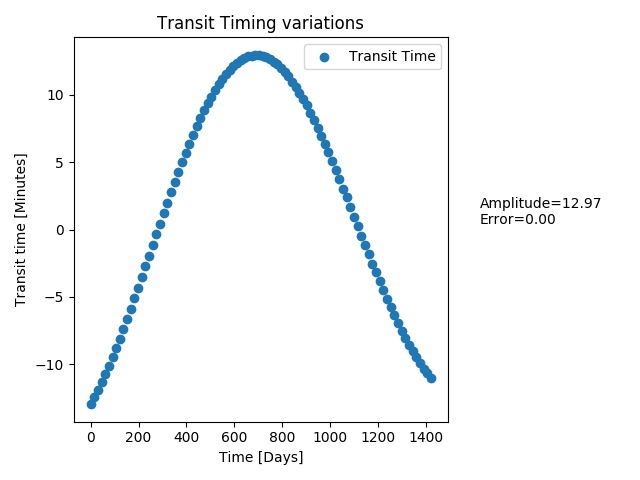 Transit Timing variations
Transit Time
10
5
0
−5
−10
Transit time [Minutes]
0 200 400 600 800 1000 1200 1400
Time [Days]
Amplitude=12.97
Error=0.00